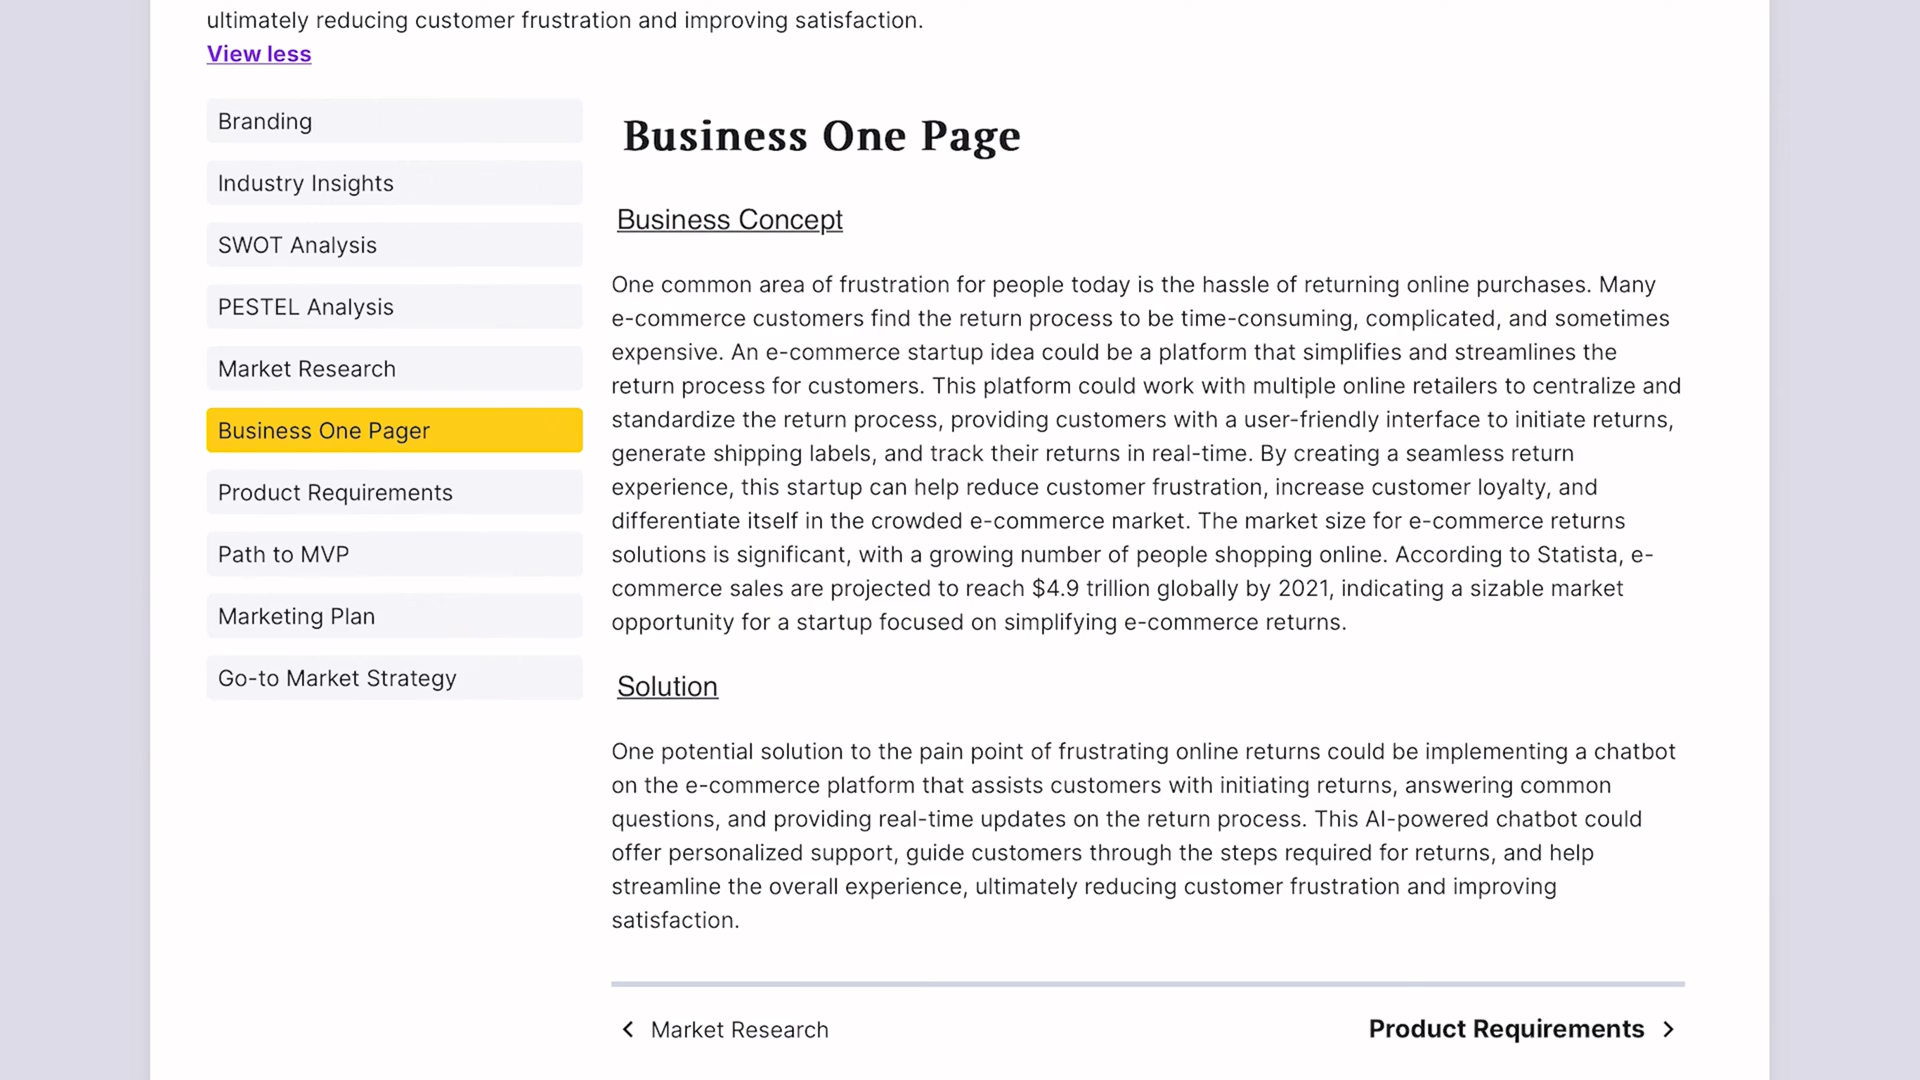 ultimately reducing customer frustration and improving satisfaction.
View less
Branding
Industry Insights
SWOT Analysis
PESTEL Analysis
Market Research
Business One Pager
Product Requirements
Path to MVP
Marketing Plan
Go-to Market Strategy
Business One Page
Business Concept
One common area of frustration for people today is the hassle of returning online purchases. Many
e-commerce customers find the return process to be time-consuming, complicated, and sometimes
expensive. An e-commerce startup idea could be a platform that simplifies and streamlines the
return process for customers. This platform could work with multiple online retailers to centralize and
standardize the return process, providing customers with a user-friendly interface to initiate returns,
generate shipping labels, and track their returns in real-time. By creating a seamless return
experience, this startup can help reduce customer frustration, increase customer loyalty, and
differentiate itself in the crowded e-commerce market. The market size for e-commerce returns
solutions is significant, with a growing number of people shopping online. According to Statista, e-
commerce sales are projected to reach $4.9 trillion globally by 2021, indicating a sizable market
opportunity for a startup focused on simplifying e-commerce returns.
Solution
One potential solution to the pain point of frustrating online returns could be implementing a chatbot
on the e-commerce platform that assists customers with initiating returns, answering common
questions, and providing real-time updates on the return process. This AI-powered chatbot could
offer personalized support, guide customers through the steps required for returns, and help
streamline the overall experience, ultimately reducing customer frustration and improving
satisfaction.
Market Research
Product Requirements